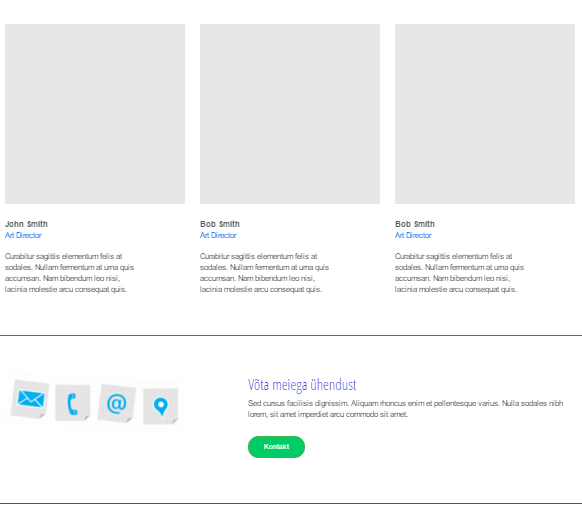 John Smith
Art Director
Curabitur sagittis elementum felis at
sodales. Nullam fermentum at urna quis
accumsan. Nam bibendum leo nisi,
lacinia molestie arcu consequat quis.
Bob Smith
Art Director
Curabitur sagittis elementum felis at
sodales. Nullam fermentum at urna quis
accumsan. Nam bibendum leo nisi,
lacinia molestie arcu consequat quis.
Bob Smith
Art Director
Curabitur sagittis elementum felis at
sodales. Nullam fermentum at urna quis
accumsan. Nam bibendum leo nisi,
lacinia molestie arcu consequat quis.
@
Võta meiega ühendust
Sed cursus facilisis dignissim. Aliquam rhoncus enim et pellentesque varius. Nulla sodales nibh
lorem, sit amet imperdiet arcu commodo sit amet.
Kontakt